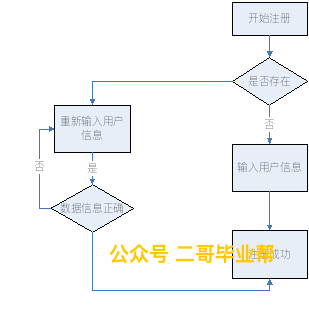 开始注册
是否存在
否
重新输入用户
信息
是
否
输入用户信息
数据信息正确
公众号 二哥毕业帮
成功